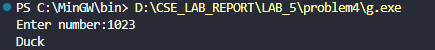 PS C:\MinGW\bin> D:\CSE_LAB_REPORT\LAB_5\problem4\g.exe
Enter number:1023
Duck